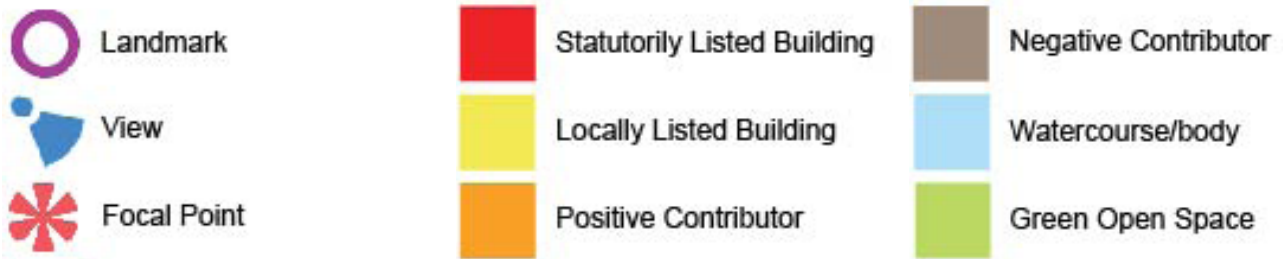 Landmark
Statutorily Listed Building
Negative Contributor
View
Locally Listed Building
Watercourse/body
Focal Point
Positive Contributor
Green Open Space